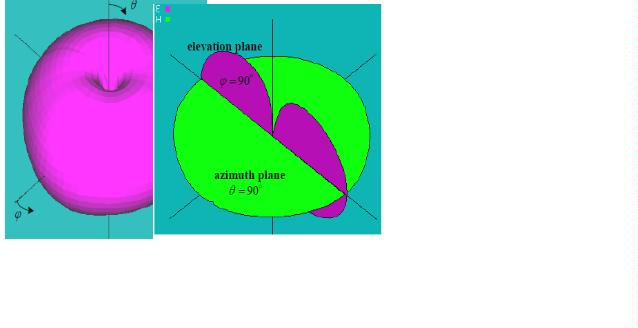 θ
φ
E
H
elevation plane
φ=90°
azimuth plane
θ=90°